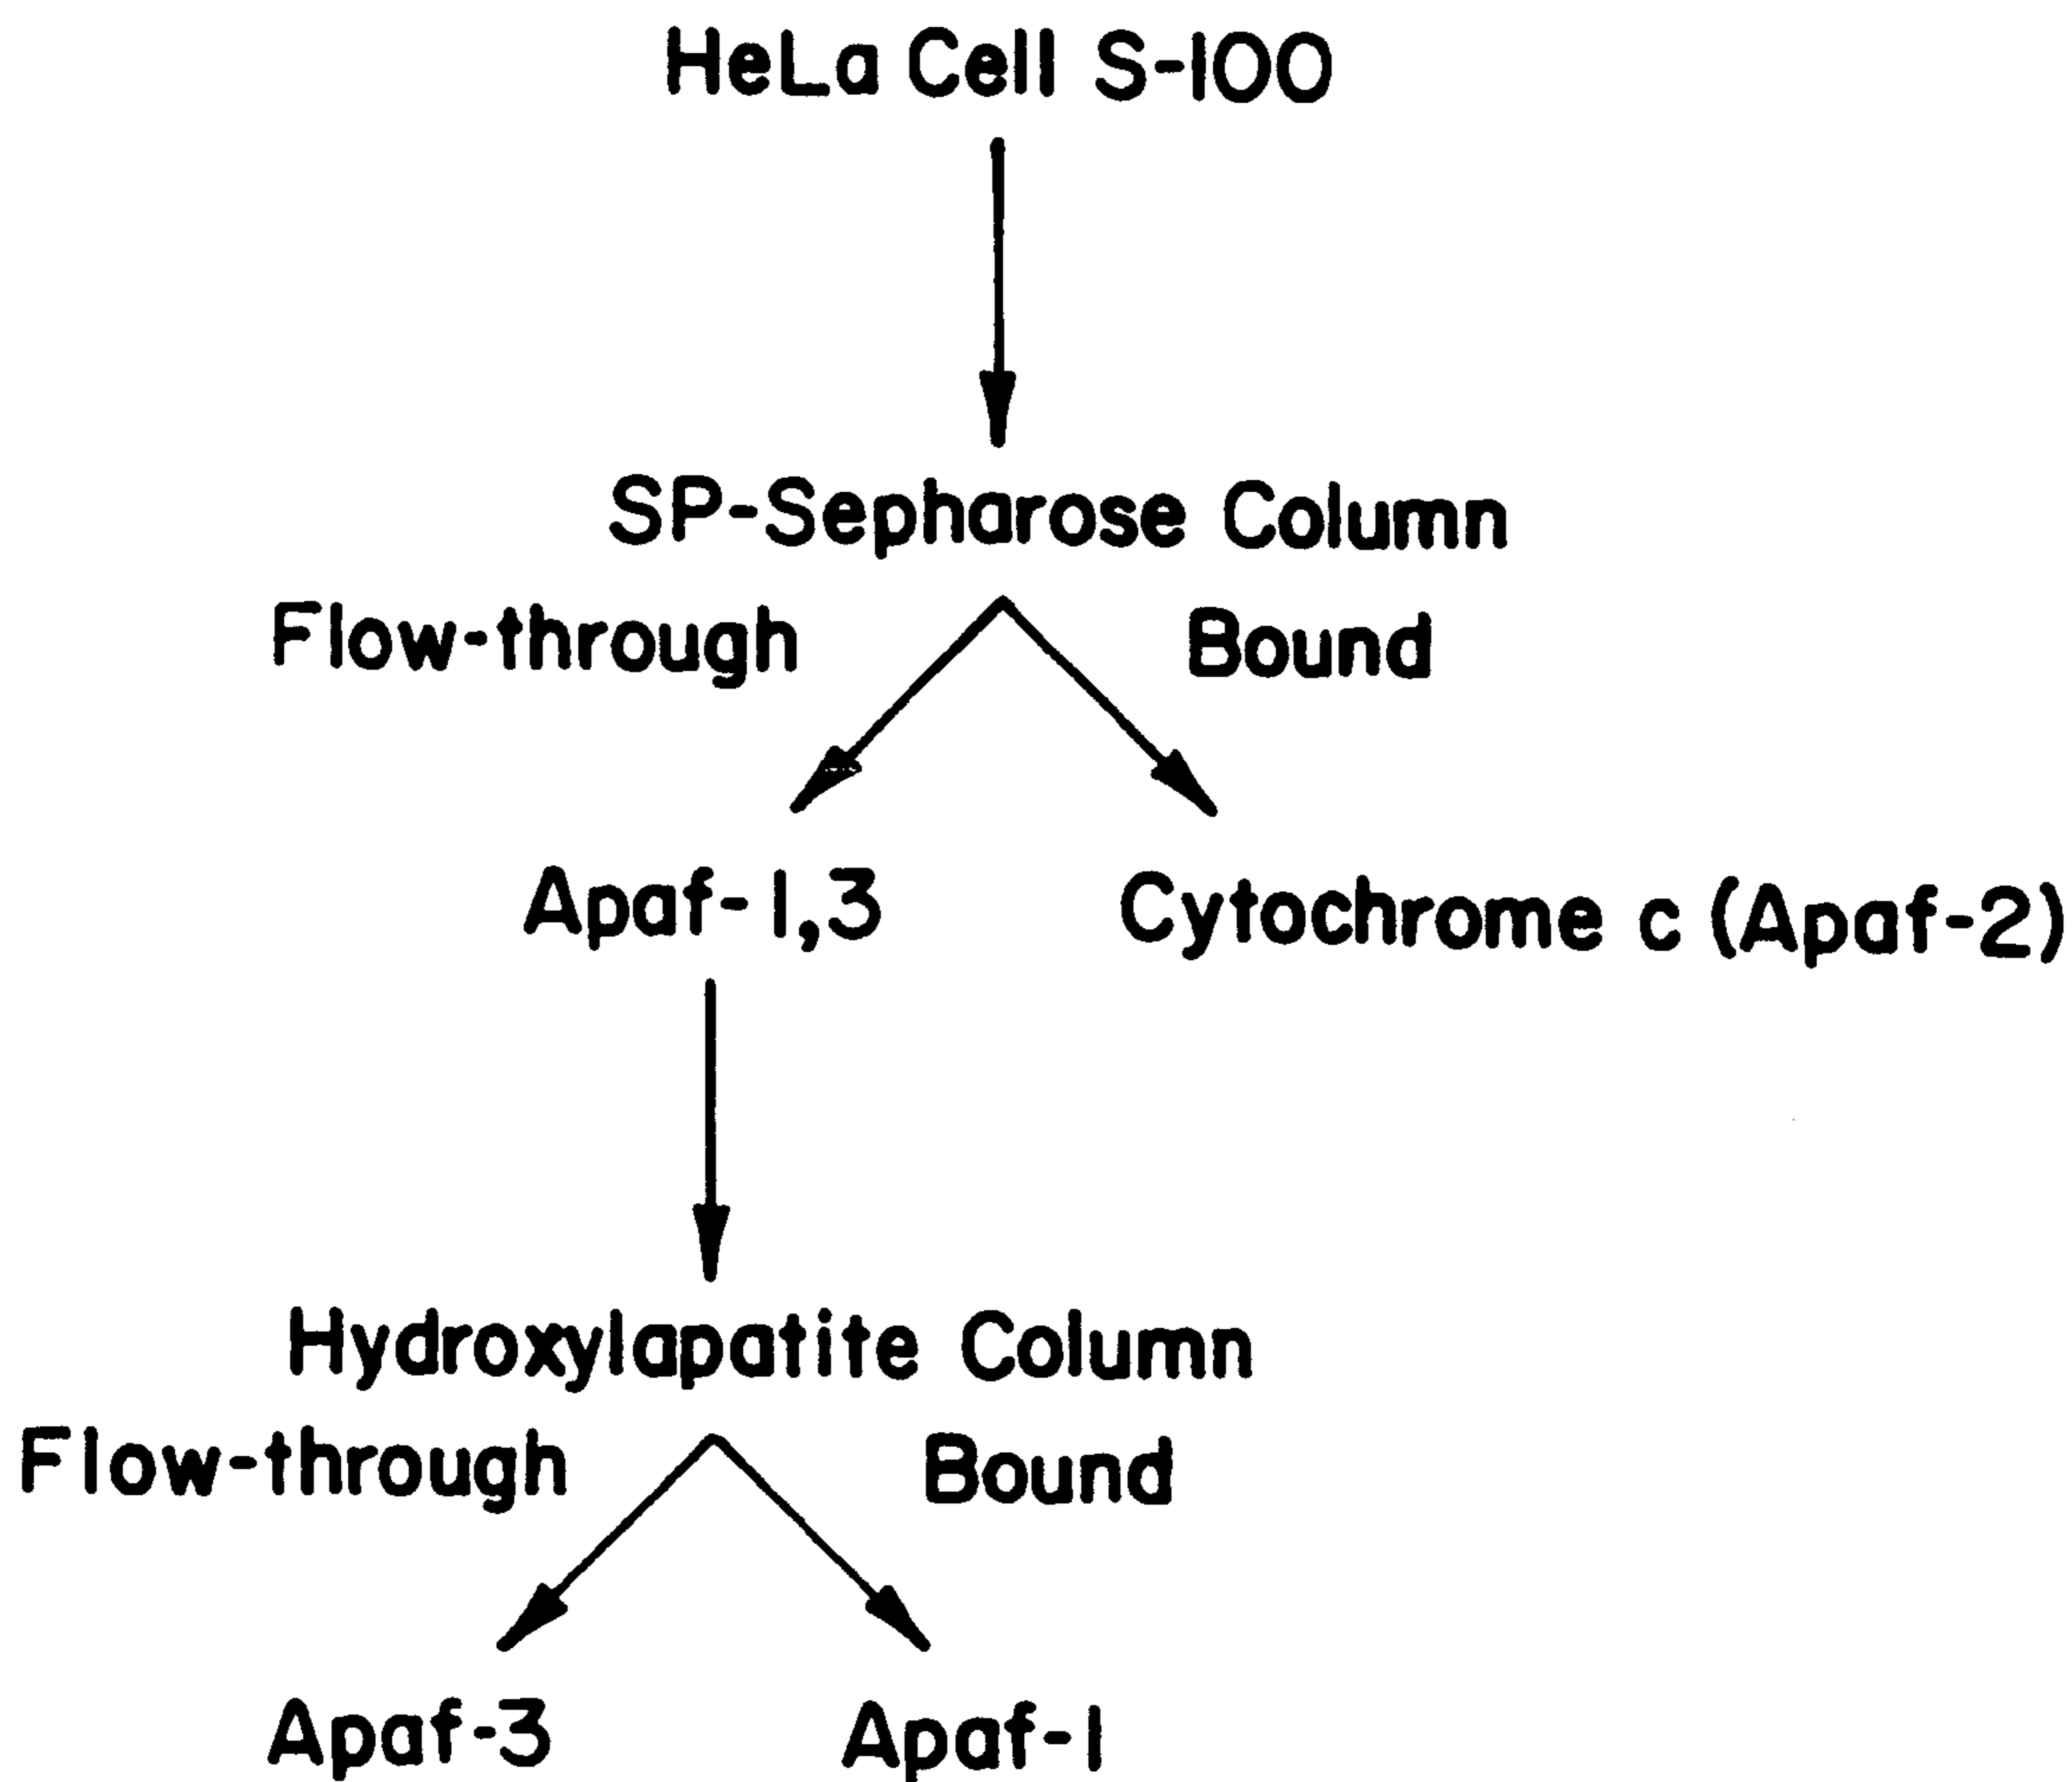 HeLa Cell S-100
SP-Sepharose Column
Flow-through Bound
Apaf-1,3 Cytochrome c (Apaf-2)
Hydroxylapatite Column
Flow-through Bound
Apaf-3 Apaf-1